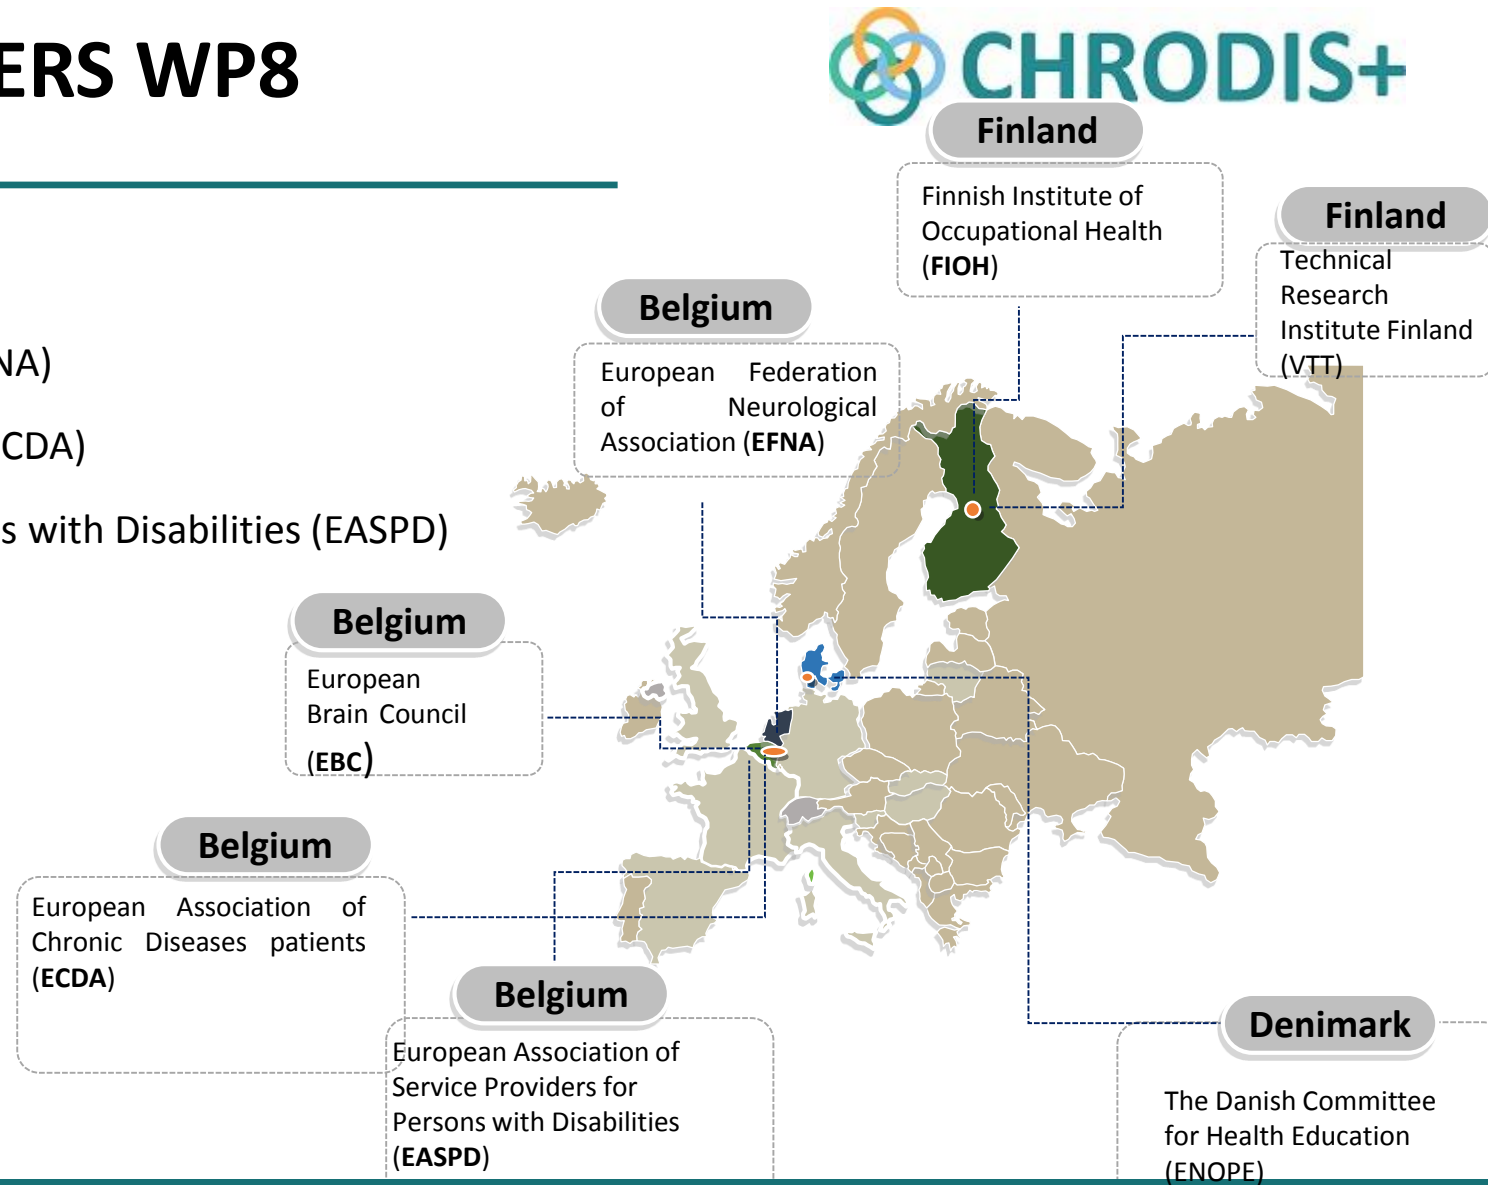 ERS WP8
CHRODIS+
NA)
CDA)
s with Disabilities (EASPD)
Finland
Finnish Institute of
Occupational Health
(FIOH)
Finland
Technical
Research
Institute Finland
(VTT)
Belgium
European Federation
of Neurological
Association (EFNA)
Belgium
European
Brain Council
(EBC)
Belgium
European Association of
Chronic Diseases patients
(ECDA)
Belgium
European Association of
Service Providers for
Persons with Disabilities
(EASPD)
Denimark
The Danish Committee
for Health Education
(ENOPE)